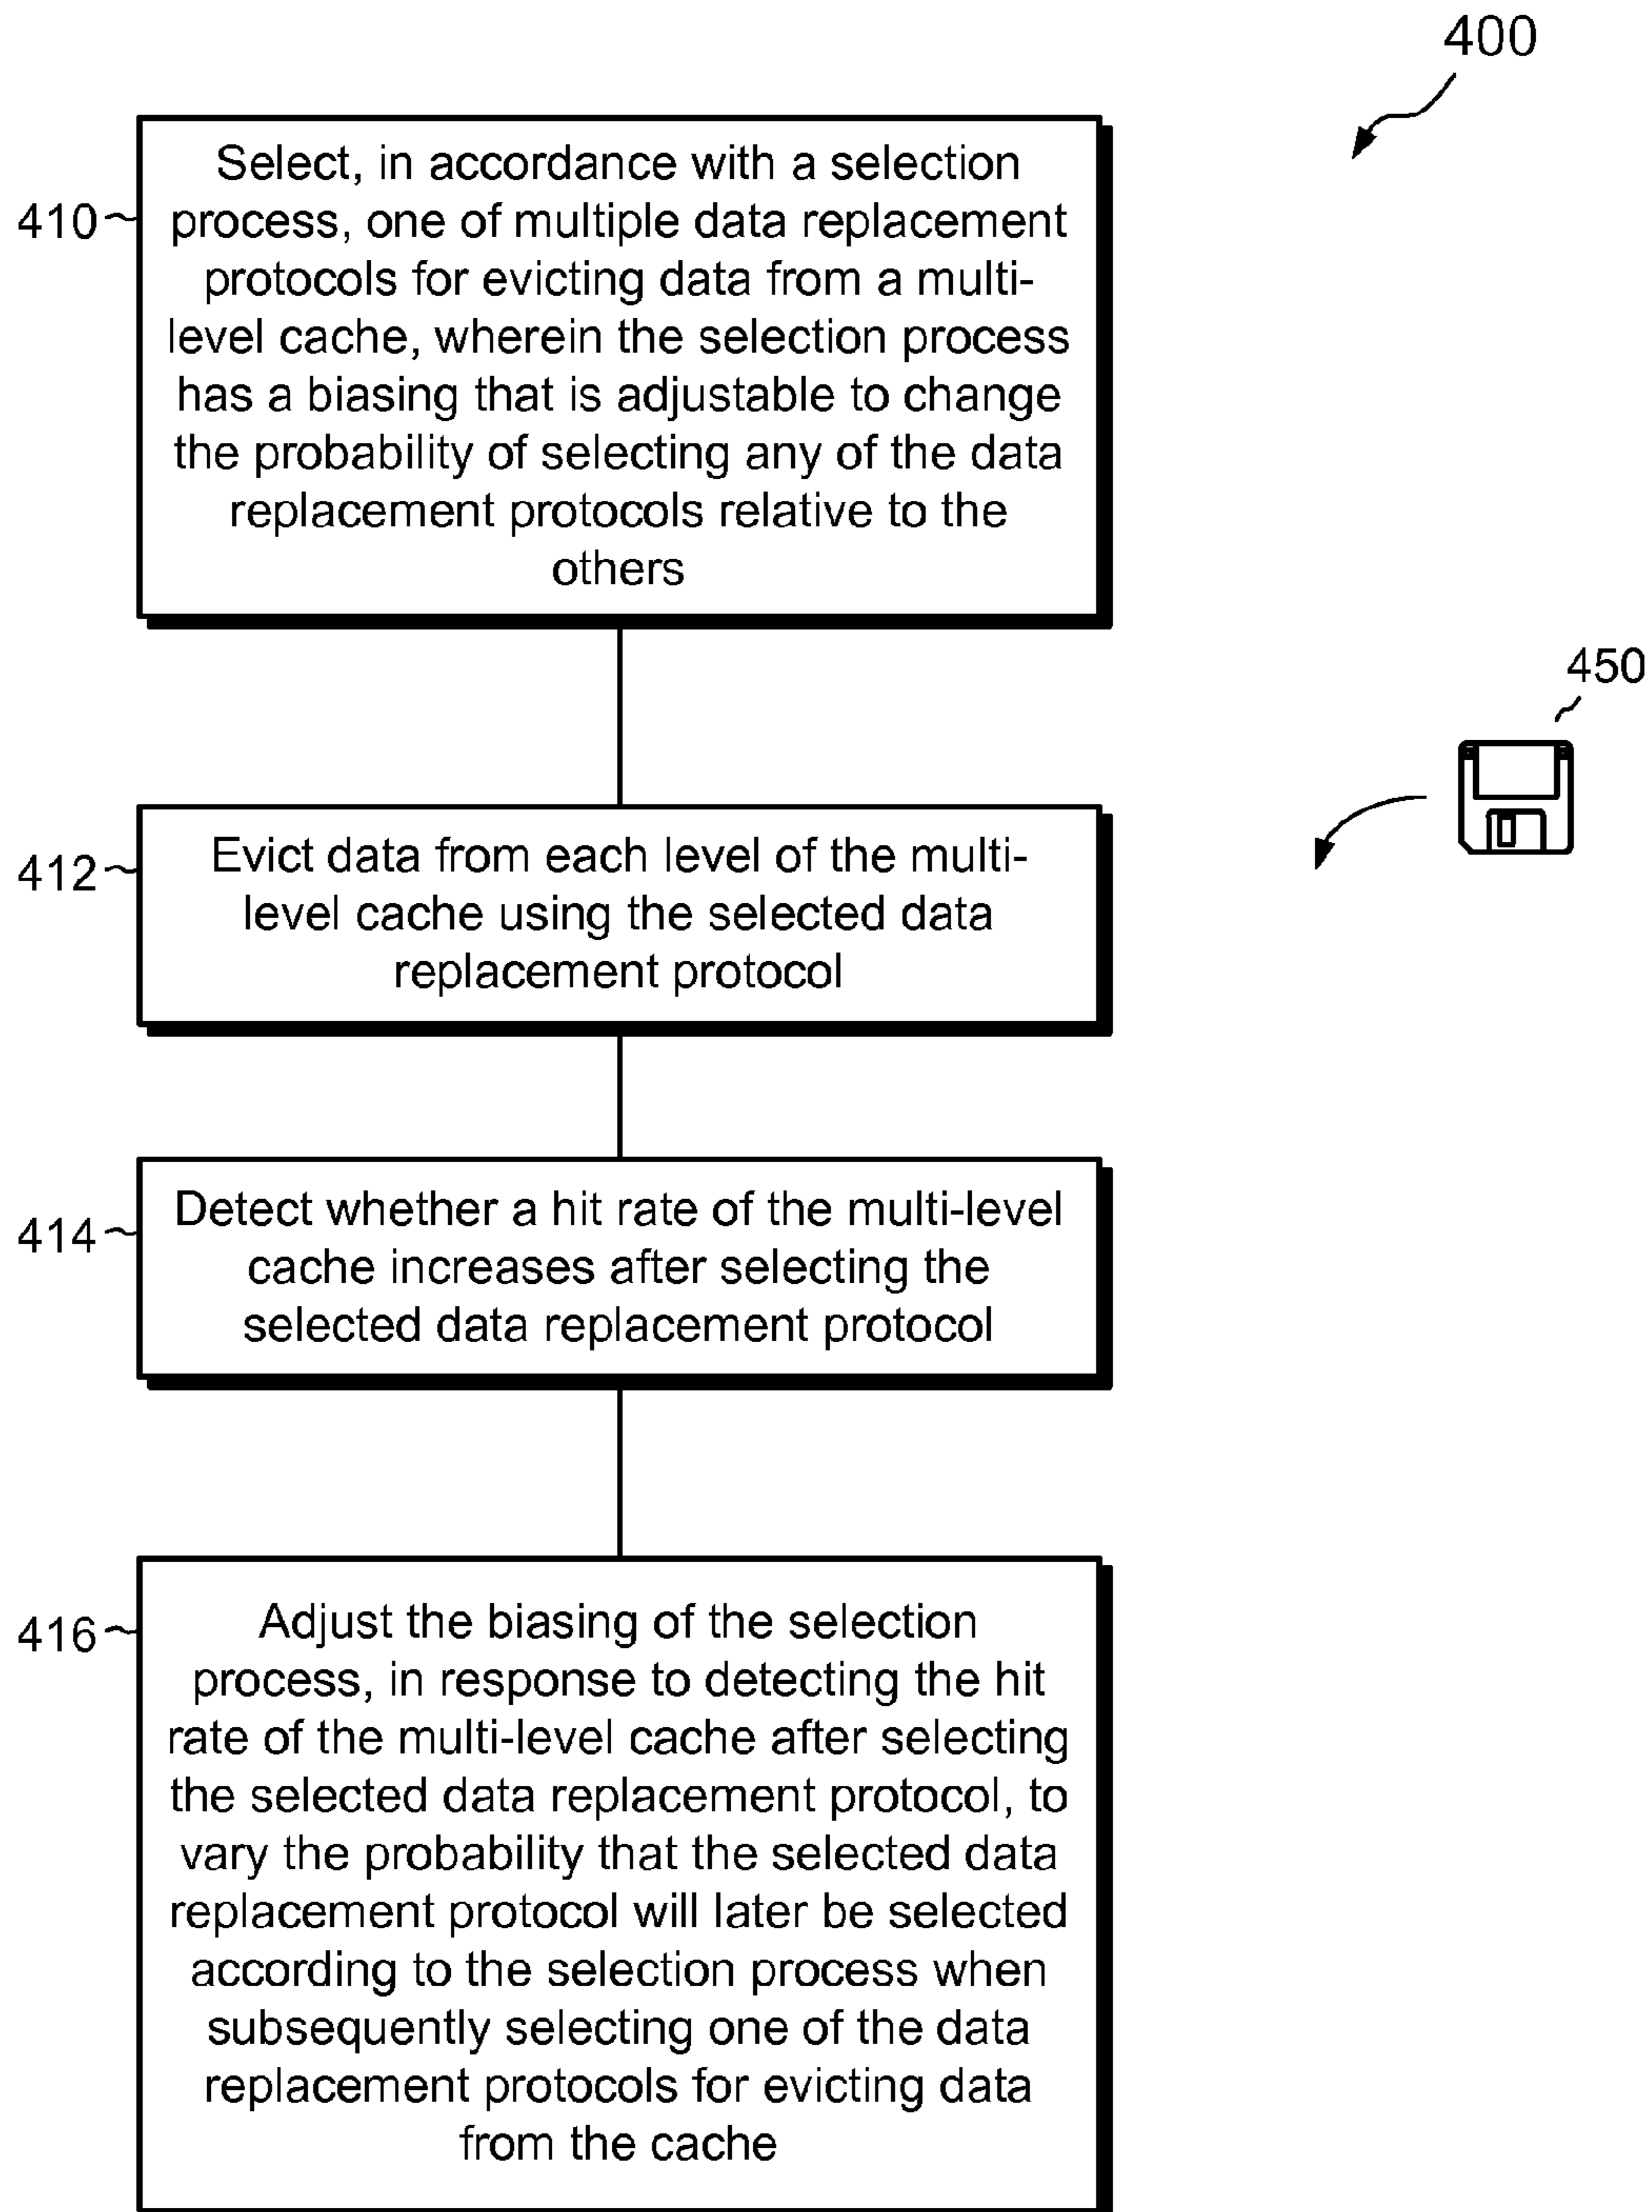 400
410
Select, in accordance with a selection
process, one of multiple data replacement
protocols for evicting data from a multi-
level cache, wherein the selection process
has a biasing that is adjustable to change
the probability of selecting any of the data
replacement protocols relative to the
others
450
412
Evict data from each level of the multi-
level cache using the selected data
replacement protocol
414
Detect whether a hit rate of the multi-level
cache increases after selecting the
selected data replacement protocol
416
Adjust the biasing of the selection
process, in response to detecting the hit
rate of the multi-level cache after selecting
the selected data replacement protocol, to
vary the probability that the selected data
replacement protocol will later be selected
according to the selection process when
subsequently selecting one of the data
replacement protocols for evicting data
from the cache